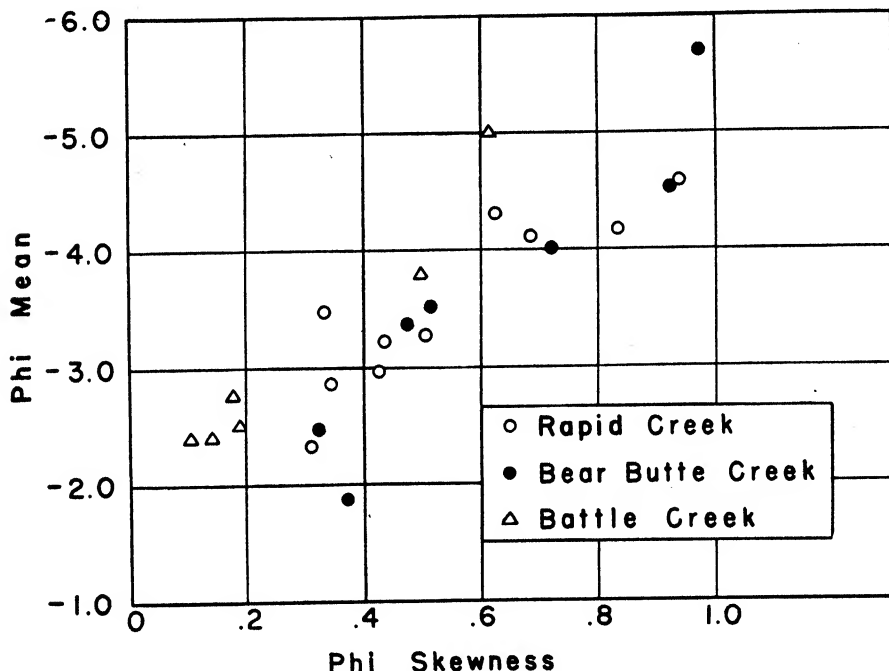 -6.0
-5.0
-4.0
-3.0
-2.0
-1.0
Phi Mean
0 .2 .4 .6 .8 1.0
Phi Skewness
Rapid Creek
Bear Butte Creek
Battle Creek